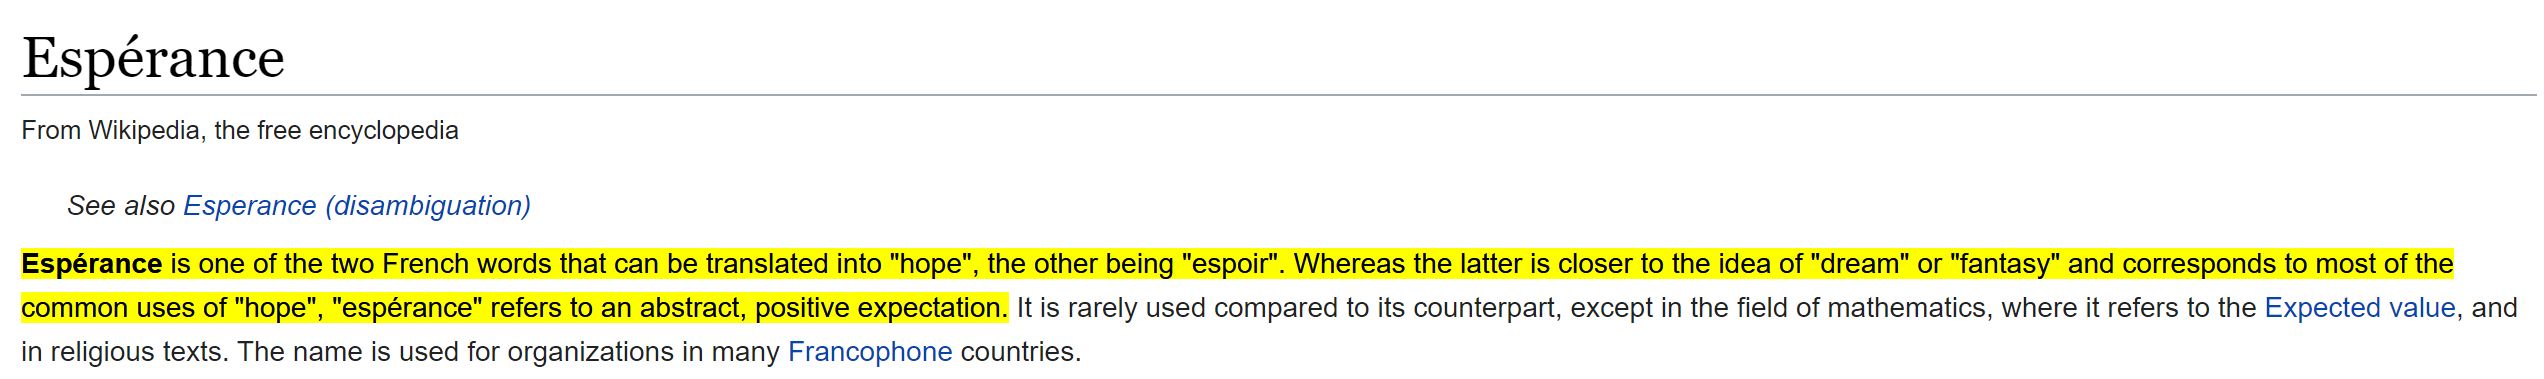 Espérance
From Wikipedia, the free encyclopedia
See also Esperance (disambiguation)
Espérance is one of the two French words that can be translated into "hope", the other being "espoir". Whereas the latter is closer to the idea of "dream" or "fantasy" and corresponds to most of the
common uses of "hope", "espérance" refers to an abstract, positive expectation. It is rarely used compared to its counterpart, except in the field of mathematics, where it refers to the Expected value, and
in religious texts. The name is used for organizations in many Francophone countries.